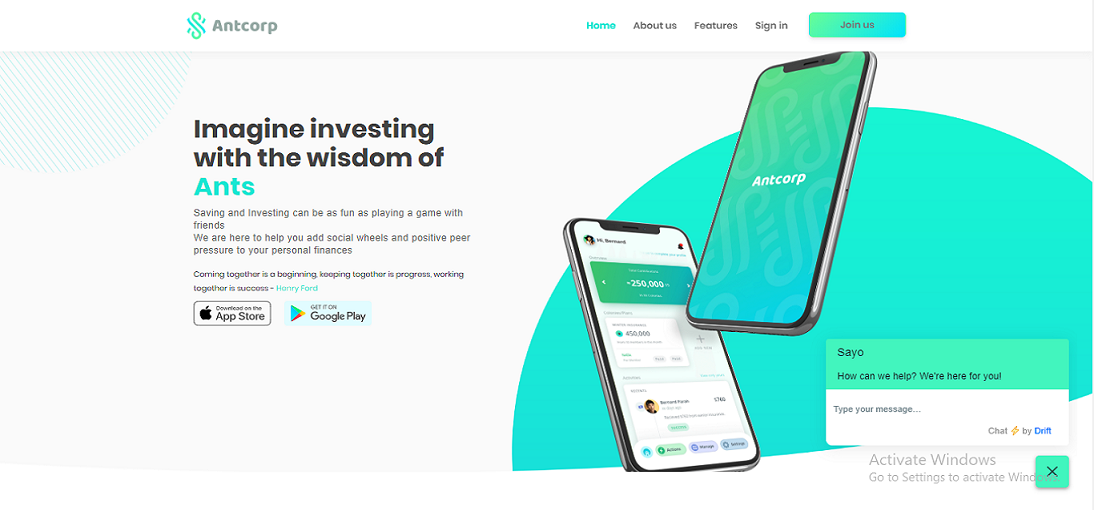 Antcorp
Home About us Features Sign in Join us
Imagine investing
with the wisdom of
Ants
Saving and Investing can be as fun as playing a game with
friends
We are here to help you add social wheels and positive peer
pressure to your personal finances
Coming together is a beginning, keeping together is progress, working
together is success - Henry Ford
Download on the
App Store
GET IT ON
Google Play
Antcorp
Hi, Bernard
-250,000
450,000
Bernard Parah
Actions
Manage
Settings
Sayo
How can we help? We're here for you!
Type your message...
Chat ⚡ by Drift
Activate Windows
Go to Settings to activate Windows.